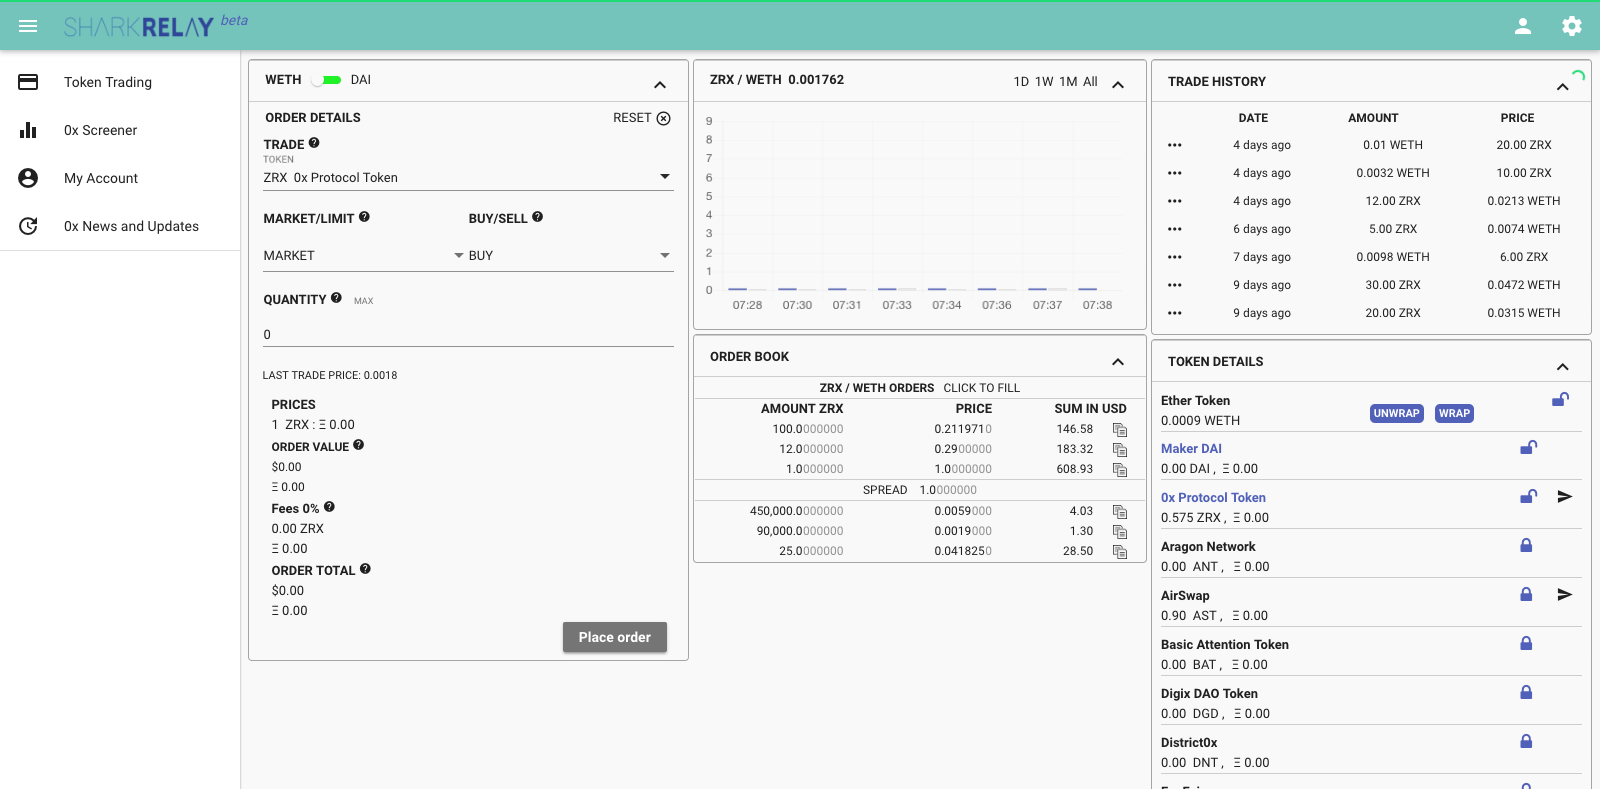 SHARKRELAY beta
Token Trading
0x Screener
My Account
0x News and Updates
WETH DAI
ORDER DETAILS RESET
TRADE
TOKEN
ZRX 0x Protocol Token
MARKET/LIMIT BUY/SELL
MARKET BUY
QUANTITY MAX
0
LAST TRADE PRICE: 0.0018
PRICES
1 ZRX : Ξ 0.00
ORDER VALUE
$0.00
Ξ 0.00
Fees 0%
0.00 ZRX
Ξ 0.00
ORDER TOTAL
$0.00
Ξ 0.00
Place order
ZRX / WETH 0.001762 1D 1W 1M All
9
8
7
6
5
4
3
2
1
0
07:28 07:30 07:31 07:33 07:34 07:36 07:37 07:38
ORDER BOOK
ZRX / WETH ORDERS CLICK TO FILL
AMOUNT ZRX PRICE SUM IN USD
100.0000000 0.2119710 146.58
12.0000000 0.2900000 183.32
1.0000000 1.0000000 608.93
SPREAD 1.0000000
450,000.0000000 0.0059000 4.03
90,000.0000000 0.0019000 1.30
25.0000000 0.0418250 28.50
TRADE HISTORY
DATE AMOUNT PRICE
4 days ago 0.01 WETH 20.00 ZRX
4 days ago 0.0032 WETH 10.00 ZRX
4 days ago 12.00 ZRX 0.0213 WETH
6 days ago 5.00 ZRX 0.0074 WETH
7 days ago 0.0098 WETH 6.00 ZRX
9 days ago 30.00 ZRX 0.0472 WETH
9 days ago 20.00 ZRX 0.0315 WETH
TOKEN DETAILS
Ether Token
0.0009 WETH UNWRAP WRAP
Maker DAI
0.00 DAI , Ξ 0.00
0x Protocol Token
0.575 ZRX , Ξ 0.00
Aragon Network
0.00 ANT , Ξ 0.00
AirSwap
0.90 AST , Ξ 0.00
Basic Attention Token
0.00 BAT , Ξ 0.00
Digix DAO Token
0.00 DGD , Ξ 0.00
District0x
0.00 DNT , Ξ 0.00